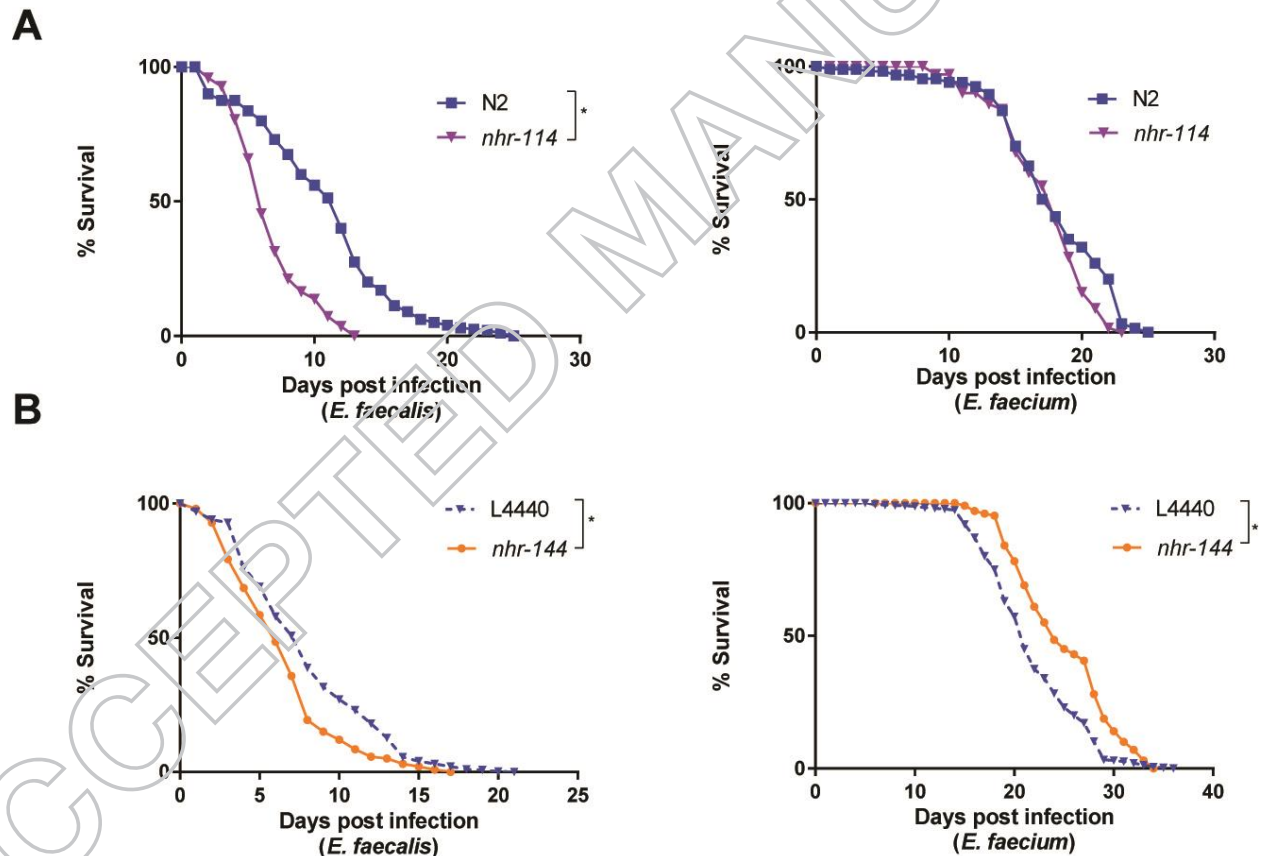 A
100
50
0
0 10 20 30
% Survival
Days post infection
(E. faecalis)
N2
nhr-114
*
100
50
0
0 10 20 30
% Survival
Days post infection
(E. faecium)
N2
nhr-114
B
100
50
0
0 5 10 15 20 25
% Survival
Days post infection
(E. faecalis)
L4440
nhr-144
*
100
50
0
0 10 20 30 40
% Survival
Days post infection
(E. faecium)
L4440
nhr-144
*
CCEPTED MANU